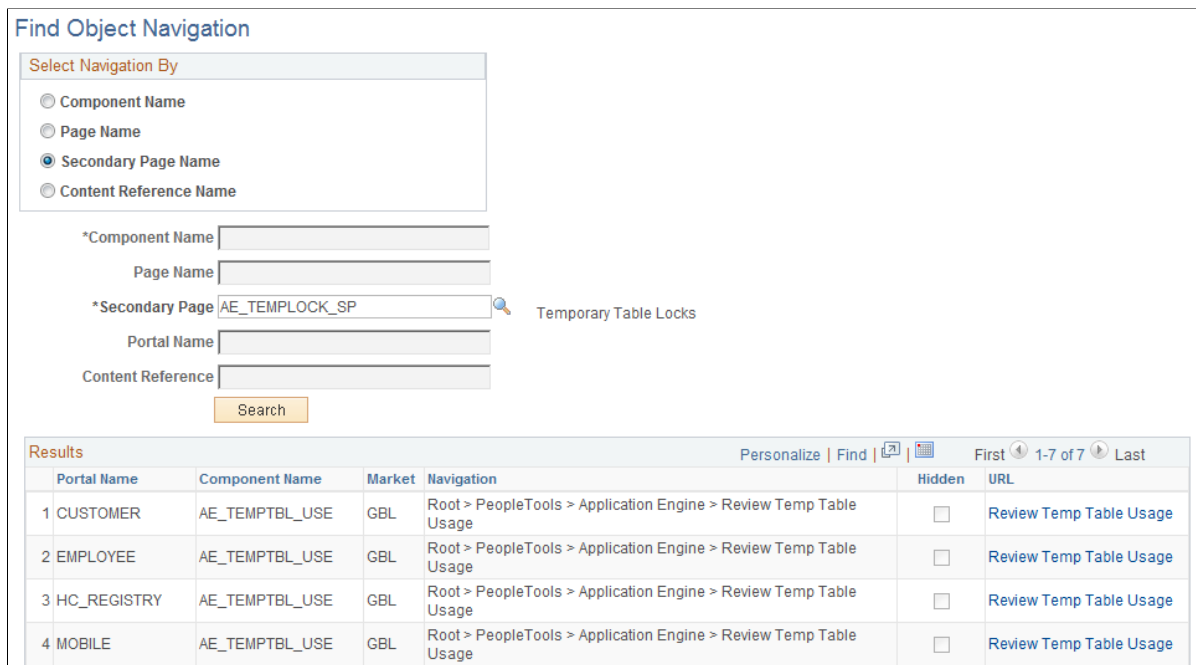 Find Object Navigation
Select Navigation By
Component Name
Page Name
Secondary Page Name
Content Reference Name
*Component Name
Page Name
*Secondary Page AE_TEMPLOCK_SP Temporary Table Locks
Portal Name
Content Reference
Search
Results Personalize | Find | | First 1-7 of 7 Last
Portal Name Component Name Market Navigation Hidden URL
1 CUSTOMER AE_TEMPTBL_USE GBL Root > PeopleTools > Application Engine > Review Temp Table Review Temp Table Usage
Usage
2 EMPLOYEE AE_TEMPTBL_USE GBL Root > PeopleTools > Application Engine > Review Temp Table Review Temp Table Usage
Usage
3 HC_REGISTRY AE_TEMPTBL_USE GBL Root > PeopleTools > Application Engine > Review Temp Table Review Temp Table Usage
Usage
4 MOBILE AE_TEMPTBL_USE GBL Root > PeopleTools > Application Engine > Review Temp Table Review Temp Table Usage
Usage